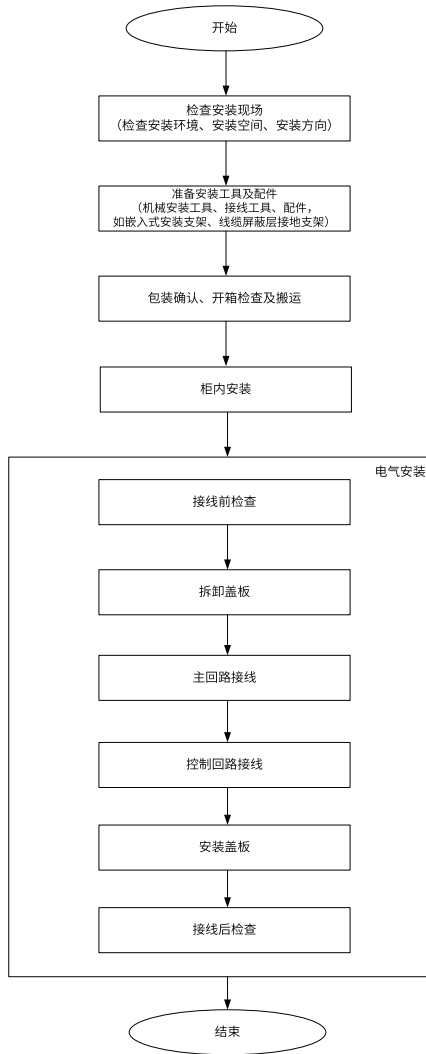 开始
检查安装现场
（检查安装环境、安装空间、安装方向）
准备安装工具及配件
（机械安装工具、接线工具、配件，
如嵌入式安装支架、线缆屏蔽层接地支架）
包装确认、开箱检查及搬运
柜内安装
电气安装
接线前检查
拆卸盖板
主回路接线
控制回路接线
安装盖板
接线后检查
结束